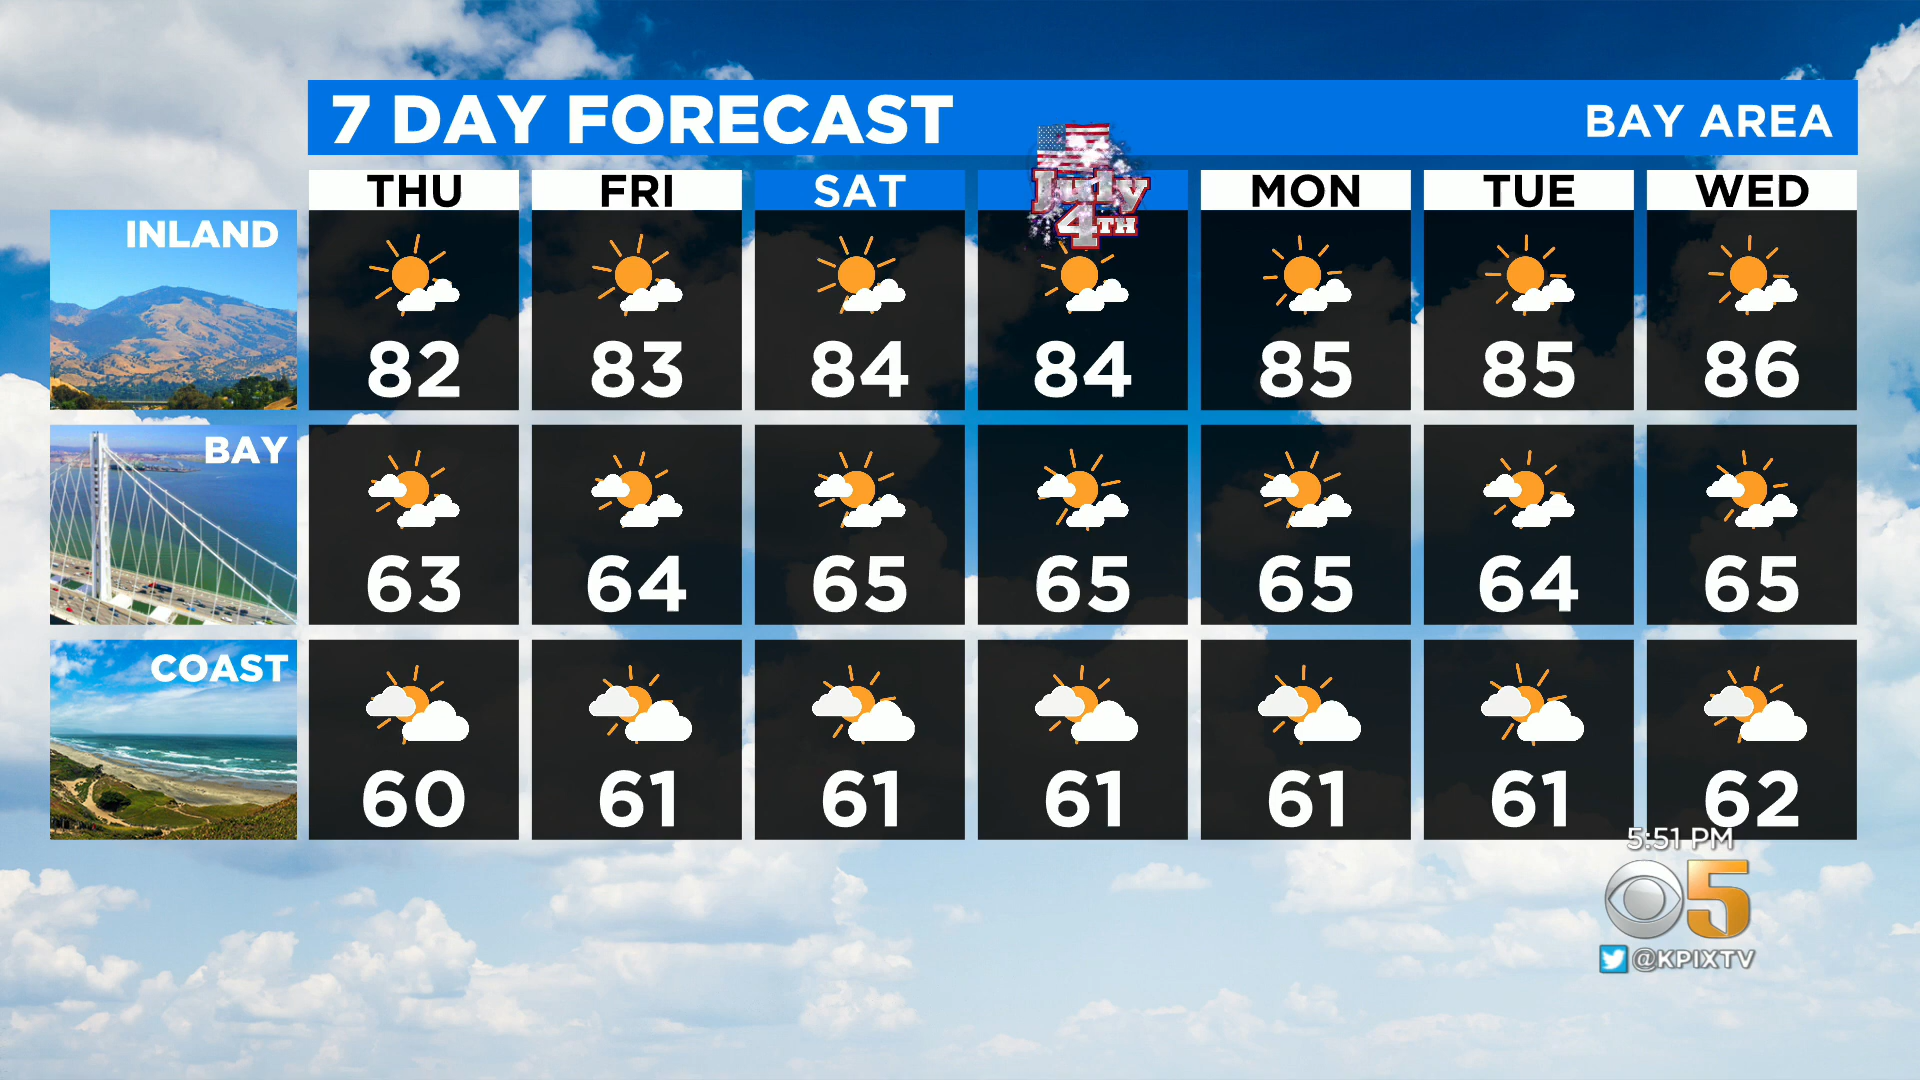 7 DAY FORECAST
BAY AREA
THU FRI SAT July 4TH MON TUE WED
INLAND
82 83 84 84 85 85 86
BAY
63 64 65 65 65 64 65
COAST
60 61 61 61 61 61 62
5:51 PM
5
@KPIXTV